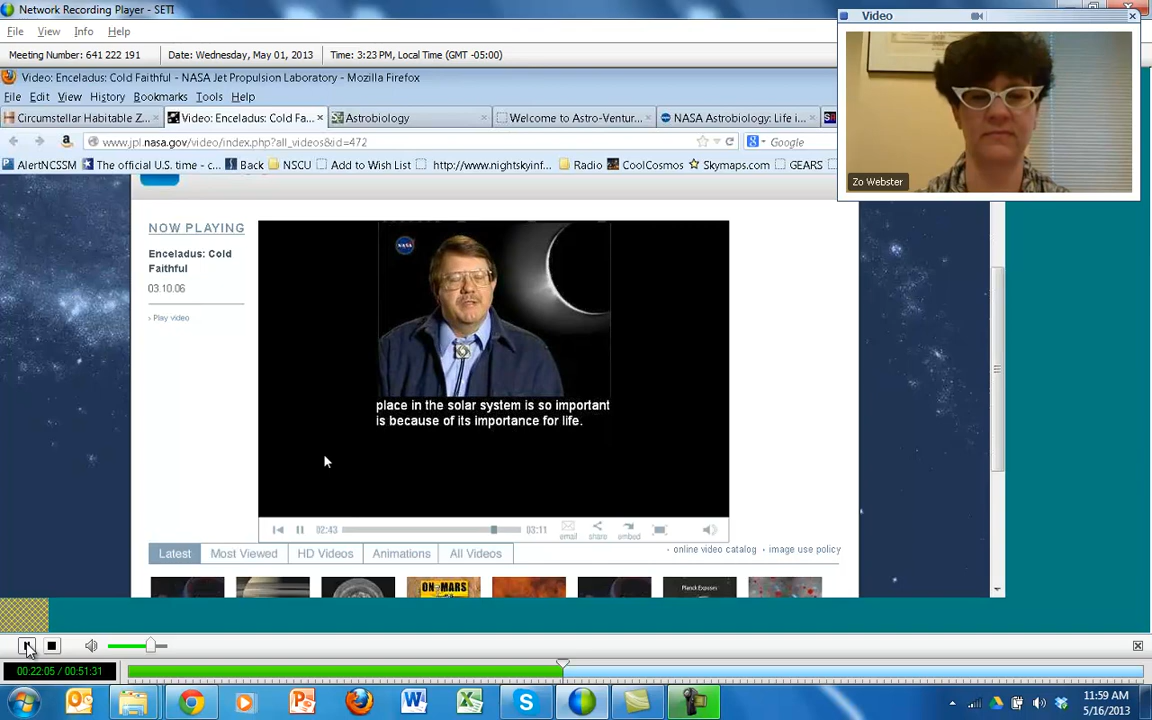 Network Recording Player - SETI
File View Info Help
Meeting Number: 641 222 191 Date: Wednesday, May 01, 2013 Time: 3:23 PM, Local Time (GMT -05:00)
Video
Video: Enceladus: Cold Faithful - NASA Jet Propulsion Laboratory - Mozilla Firefox
File Edit View History Bookmarks Tools Help
Circumstellar Habitable Z... Video: Enceladus: Cold Fa... Astrobiology Welcome to Astro-Ventur... NASA Astrobiology: Life i...
www.jpl.nasa.gov/video/index.php?all_videos&id=472 Google
AlertNCSSM The official U.S. time - c... Back NSCU Add to Wish List http://www.nightskyinf... Radio CoolCosmos Skymaps.com GEARS
Zo Webster
NOW PLAYING
Enceladus: Cold
Faithful
03.10.06
› Play video
NASA
place in the solar system is so important
is because of its importance for life.
02:43 03:11
email share embed
Latest Most Viewed HD Videos Animations All Videos
› online video catalog › image use policy
ON MARS
Planck Exposes
00:22:05 / 00:51:31
11:59 AM
5/16/2013